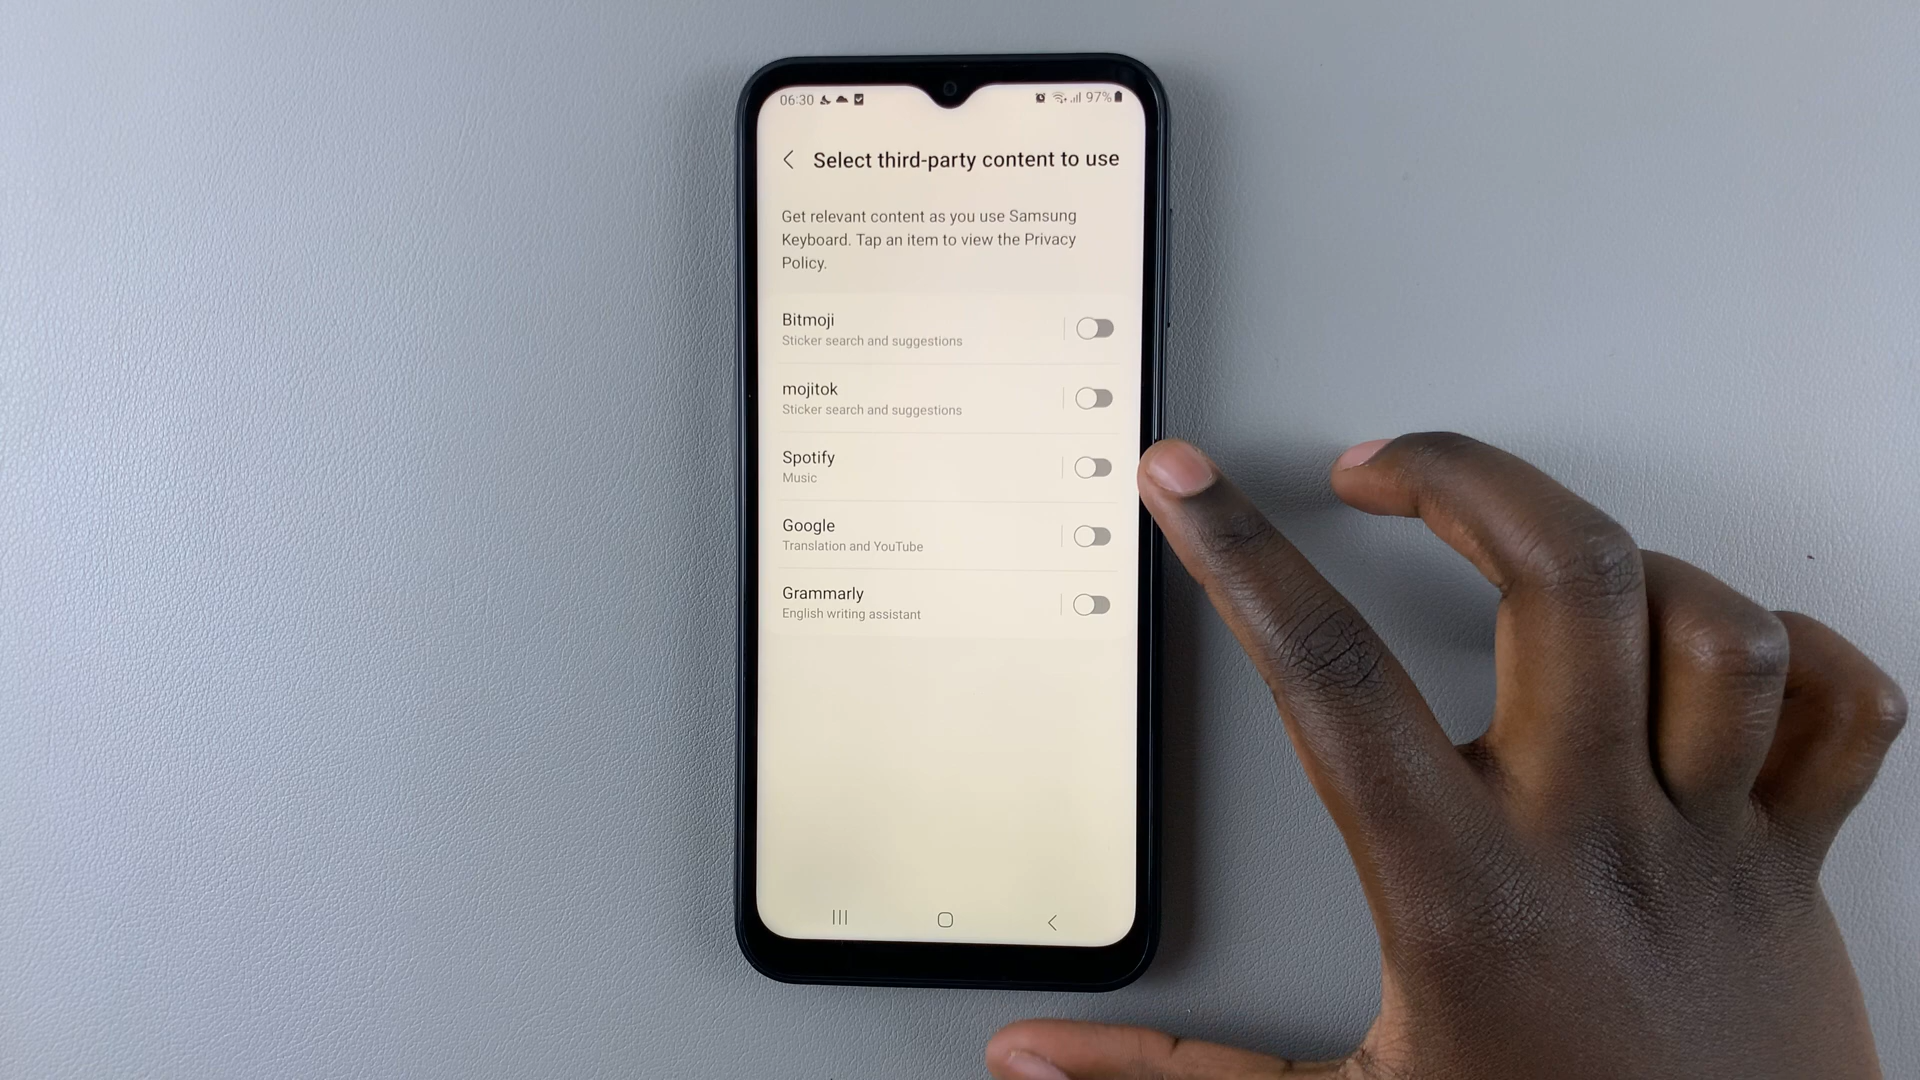 06:30 97%
Select third-party content to use
Get relevant content as you use Samsung
Keyboard. Tap an item to view the Privacy
Policy.
Bitmoji
Sticker search and suggestions
mojitok
Sticker search and suggestions
Spotify
Music
Google
Translation and YouTube
Grammarly
English writing assistant